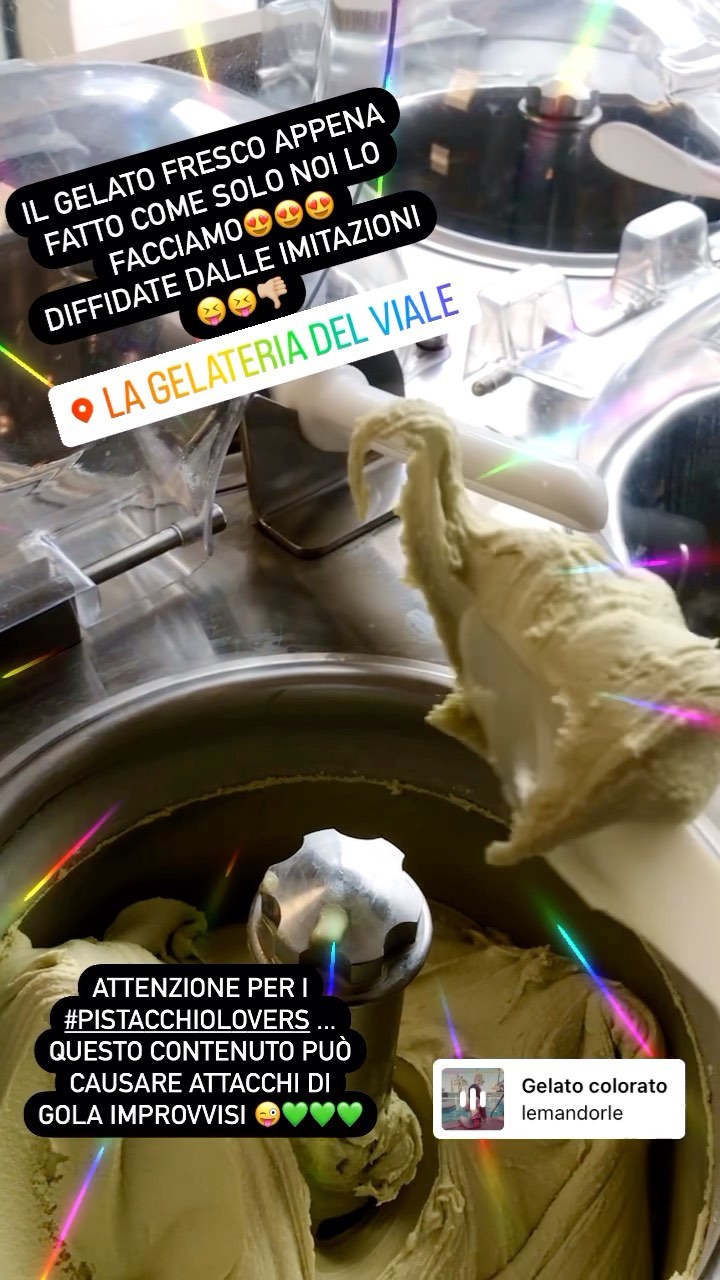 IL GELATO FRESCO APPENA
FATTO COME SOLO NOI LO
FACCIAMO😍😍😍
DIFFIDATE DALLE IMITAZIONI
😝😝👎🏼
LA GELATERIA DEL VIALE
ATTENZIONE PER I
#PISTACCHIOLOVERS ...
QUESTO CONTENUTO PUÒ
CAUSARE ATTACCHI DI
GOLA IMPROVVISI 😜💚💚💚
Gelato colorato
lemandorle